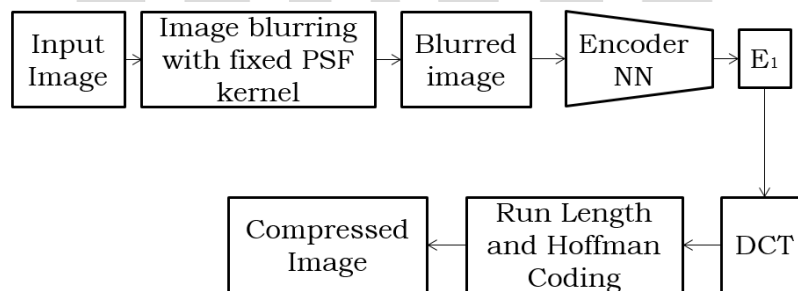 Input
Image
Image blurring
with fixed PSF
kernel
Blurred
image
Encoder
NN
E₁
DCT
Run Length
and Hoffman
Coding
Compressed
Image